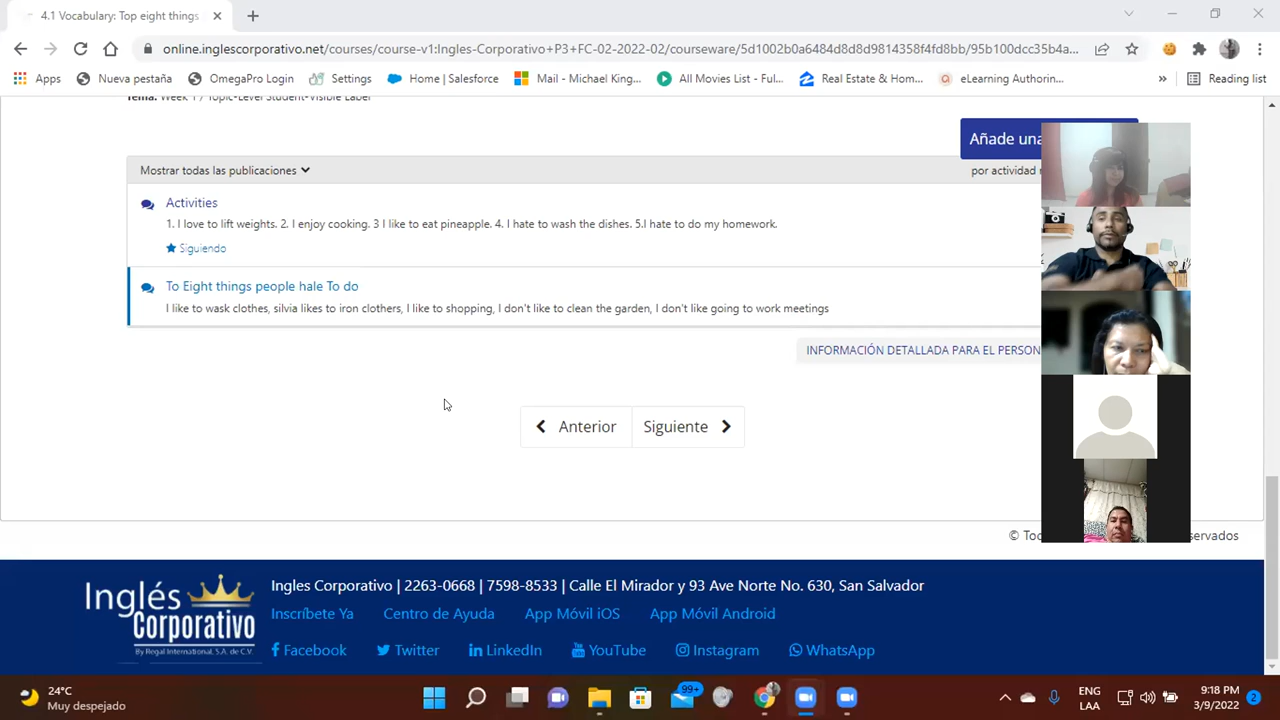 4.1 Vocabulary: Top eight things
online.inglescorporativo.net/courses/course-v1:Ingles-Corporativo+P3+FC-02-2022-02/courseware/5d1002b0a6484d8d8d9814358f4fd8bb/95b100dcc35b4a...
Apps Nueva pestaña OmegaPro Login Settings Home | Salesforce Mail - Michael King... All Movies List - Ful... Real Estate & Hom... eLearning Authorin... » Reading list
Tema: Week 1 / Topic-Level Student-Visible Label
Añade una
Mostrar todas las publicaciones por actividad
Activities
1. I love to lift weights. 2. I enjoy cooking. 3 I like to eat pineapple. 4. I hate to wash the dishes. 5.I hate to do my homework.
Siguiendo
To Eight things people hale To do
I like to wask clothes, silvia likes to iron clothers, I like to shopping, I don't like to clean the garden, I don't like going to work meetings
INFORMACIÓN DETALLADA PARA EL PERSON
Anterior Siguiente
©
Inglés Corporativo
By Regal International, S.A. de C.V.
Ingles Corporativo | 2263-0668 | 7598-8533 | Calle El Mirador y 93 Ave Norte No. 630, San Salvador
Inscríbete Ya Centro de Ayuda App Móvil iOS App Móvil Android
Facebook Twitter LinkedIn YouTube Instagram WhatsApp
24°C
Muy despejado
99+
ENG
LAA
9:18 PM
3/9/2022
2